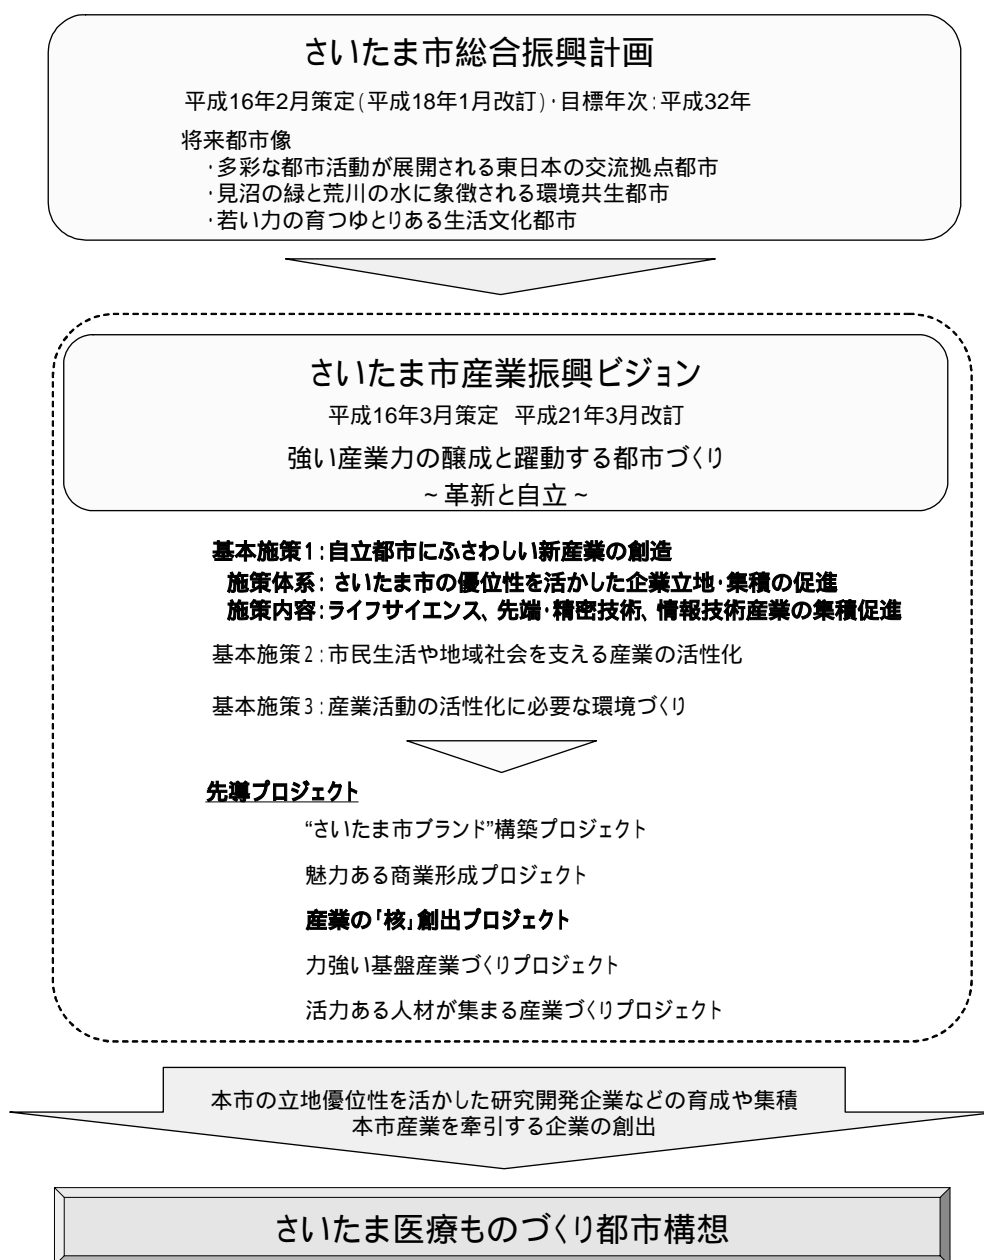 さいたま市総合振興計画
平成16年2月策定(平成18年1月改訂)・目標年次:平成32年
将来都市像
・多彩な都市活動が展開される東日本の交流拠点都市
・見沼の緑と荒川の水に象徴される環境共生都市
・若い力の育つゆとりある生活文化都市
さいたま市産業振興ビジョン
平成16年3月策定 平成21年3月改訂
強い産業力の醸成と躍動する都市づくり
~革新と自立~
基本施策1:自立都市にふさわしい新産業の創造
施策体系: さいたま市の優位性を活かした企業立地・集積の促進
施策内容:ライフサイエンス、先端・精密技術、情報技術産業の集積促進
基本施策2:市民生活や地域社会を支える産業の活性化
基本施策3:産業活動の活性化に必要な環境づくり
先導プロジェクト
“さいたま市ブランド”構築プロジェクト
魅力ある商業形成プロジェクト
産業の「核」創出プロジェクト
力強い基盤産業づくりプロジェクト
活力ある人材が集まる産業づくりプロジェクト
本市の立地優位性を活かした研究開発企業などの育成や集積
本市産業を牽引する企業の創出
さいたま医療ものづくり都市構想